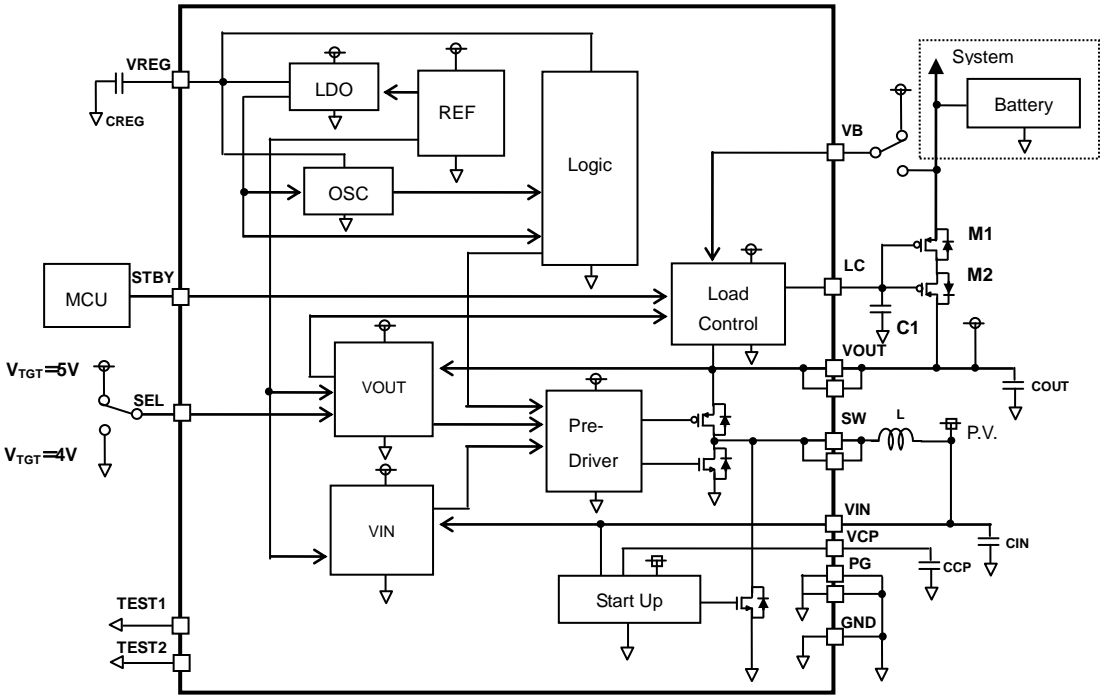 VREG
CREG
LDO
REF
Logic
OSC
System
Battery
VB
MCU
STBY
Load
Control
LC
M1
M2
C1
VOUT
COUT
VTGT=5V
SEL
VTGT=4V
VOUT
Pre-
Driver
SW
L
P.V.
VIN
VIN
CIN
VCP
CCP
PG
Start Up
GND
TEST1
TEST2